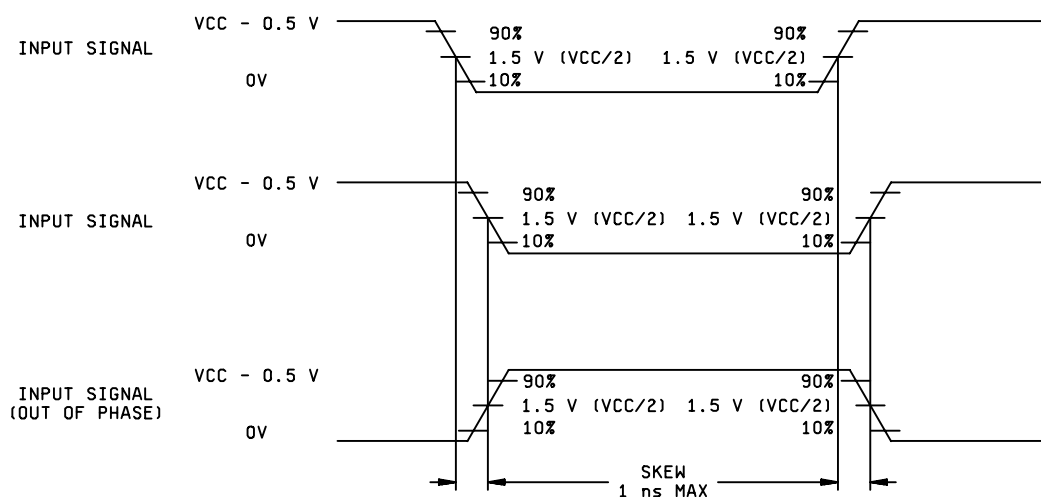 VCC - 0.5 V
90% 90%
INPUT SIGNAL
1.5 V (VCC/2) 1.5 V (VCC/2)
0V
10% 10%
VCC - 0.5 V
90% 90%
INPUT SIGNAL
1.5 V (VCC/2) 1.5 V (VCC/2)
0V
10% 10%
VCC - 0.5 V
90% 90%
INPUT SIGNAL
(OUT OF PHASE)
1.5 V (VCC/2) 1.5 V (VCC/2)
0V
10% 10%
SKEW
1 ns MAX